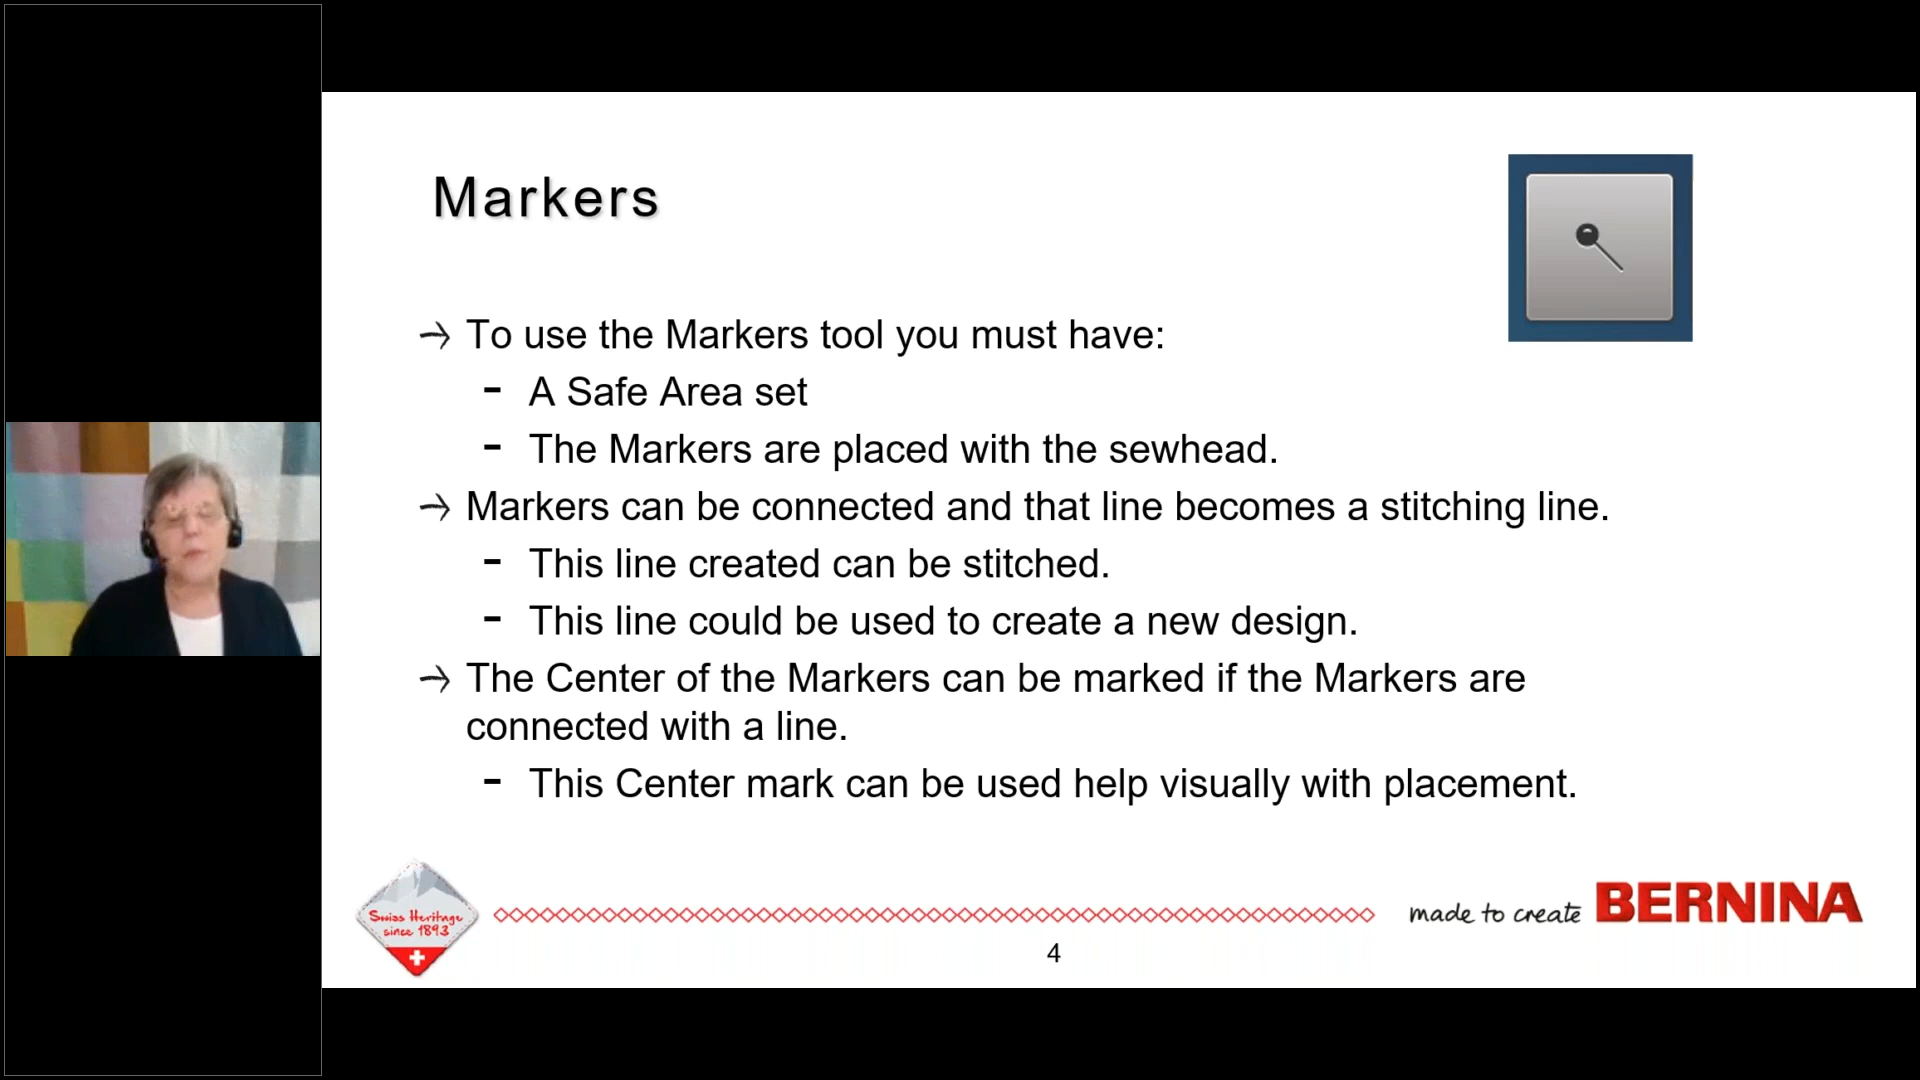 Markers
To use the Markers tool you must have:
- A Safe Area set
- The Markers are placed with the sewhead.
Markers can be connected and that line becomes a stitching line.
- This line created can be stitched.
- This line could be used to create a new design.
The Center of the Markers can be marked if the Markers are
connected with a line.
- This Center mark can be used help visually with placement.
Swiss Heritage
since 1893
made to create BERNINA
4